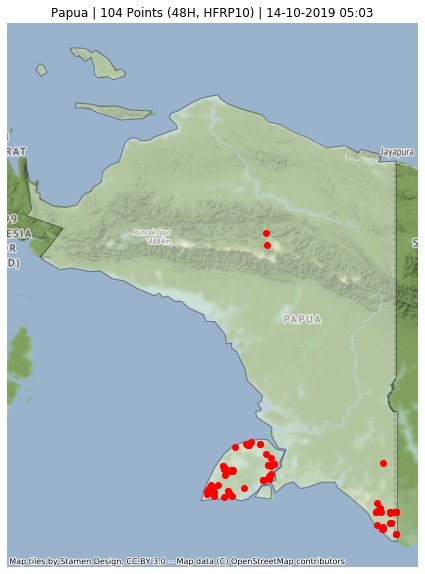 Papua | 104 Points (48H, HFRP10) | 14-10-2019 05:03
RAT
Jayapura
99
ESIA
R
D)
Puncak Jaya
4884m
S
PAPUA
Map tiles by Stamen Design, CC BY 3.0 -- Map data (C) OpenStreetMap contributors